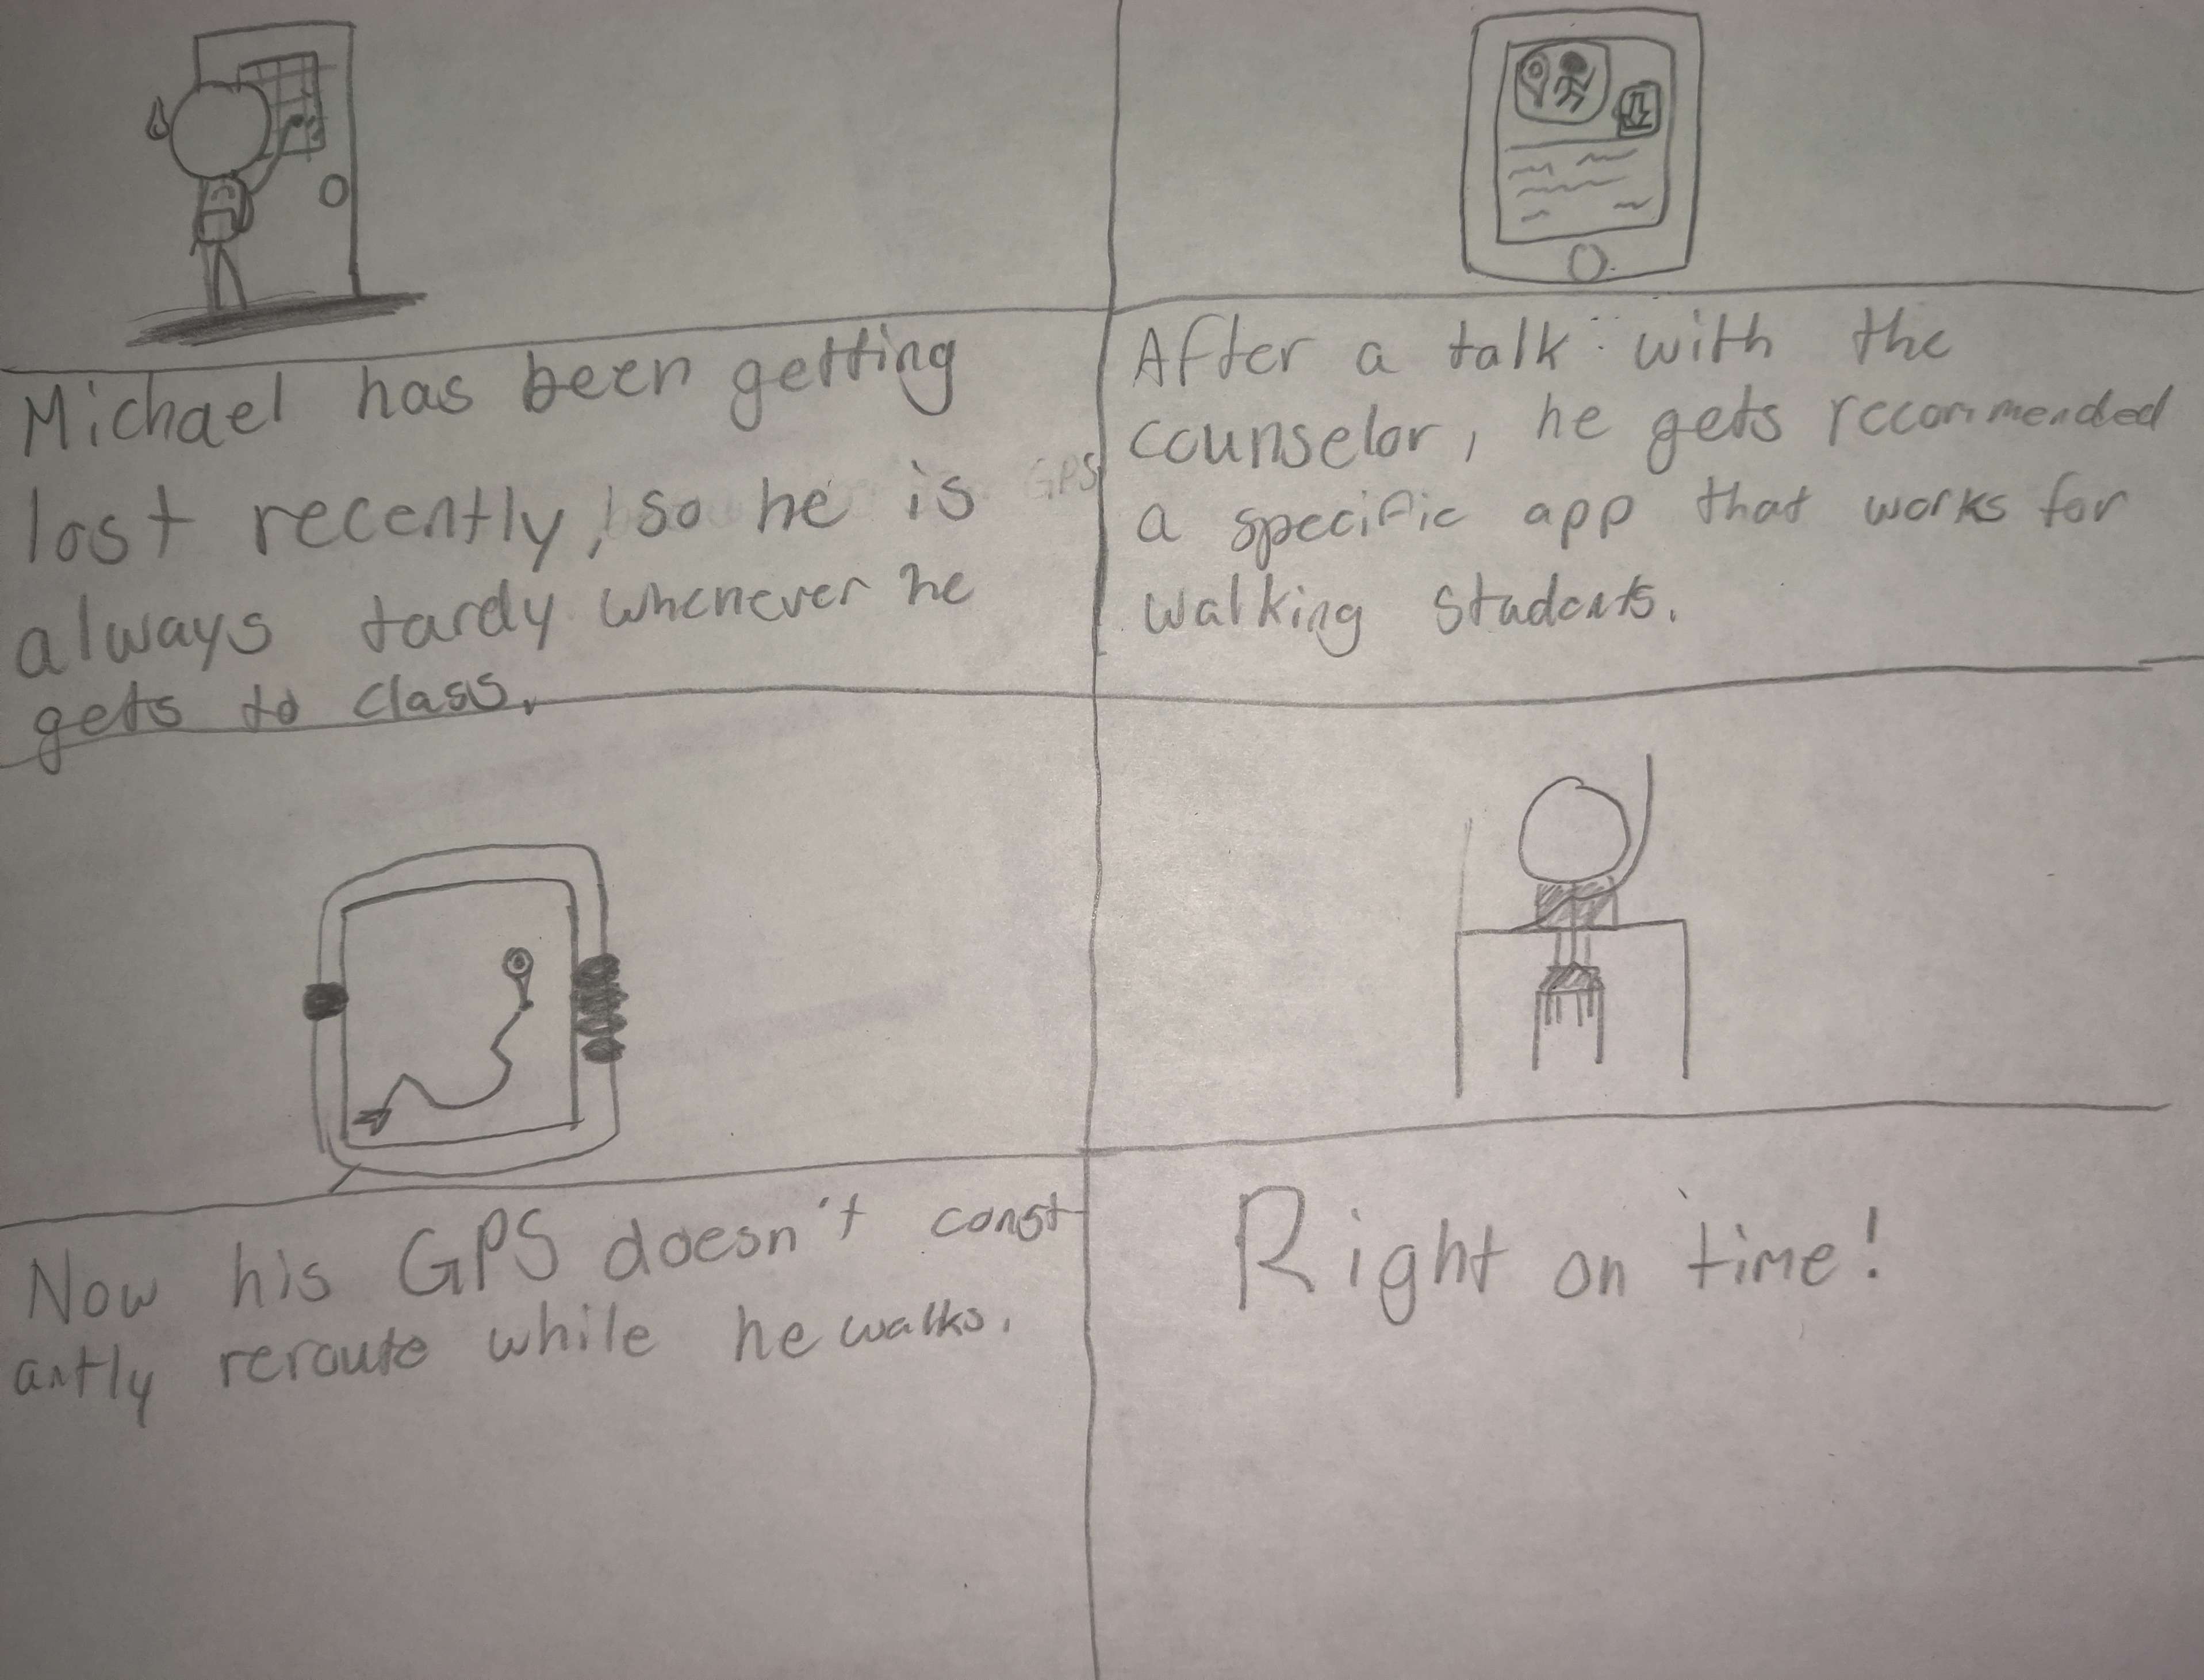 Michael has been getting
lost recently, so he is
always tardy whenever he
gets to class.
GPS
After a talk with the
counselor, he gets recommended
a specific app that works for
walking students.
Now his GPS doesn't const
antly reroute while he walks.
Right on time!